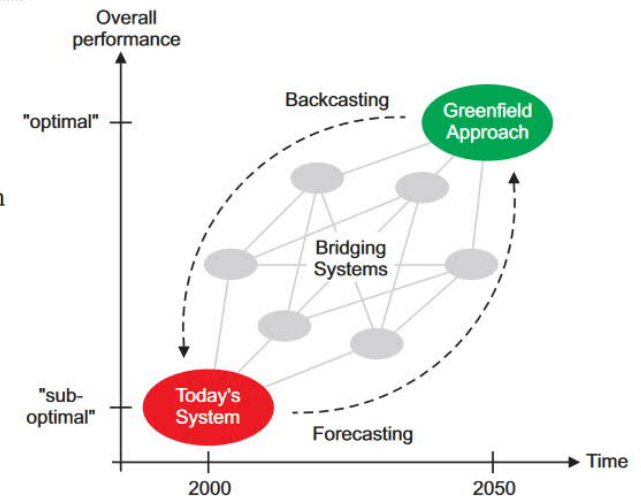 Overall
performance
"optimal"
Backcasting
Greenfield
Approach
Bridging
Systems
"sub-
optimal"
Today's
System
Forecasting
Time
2000
2050